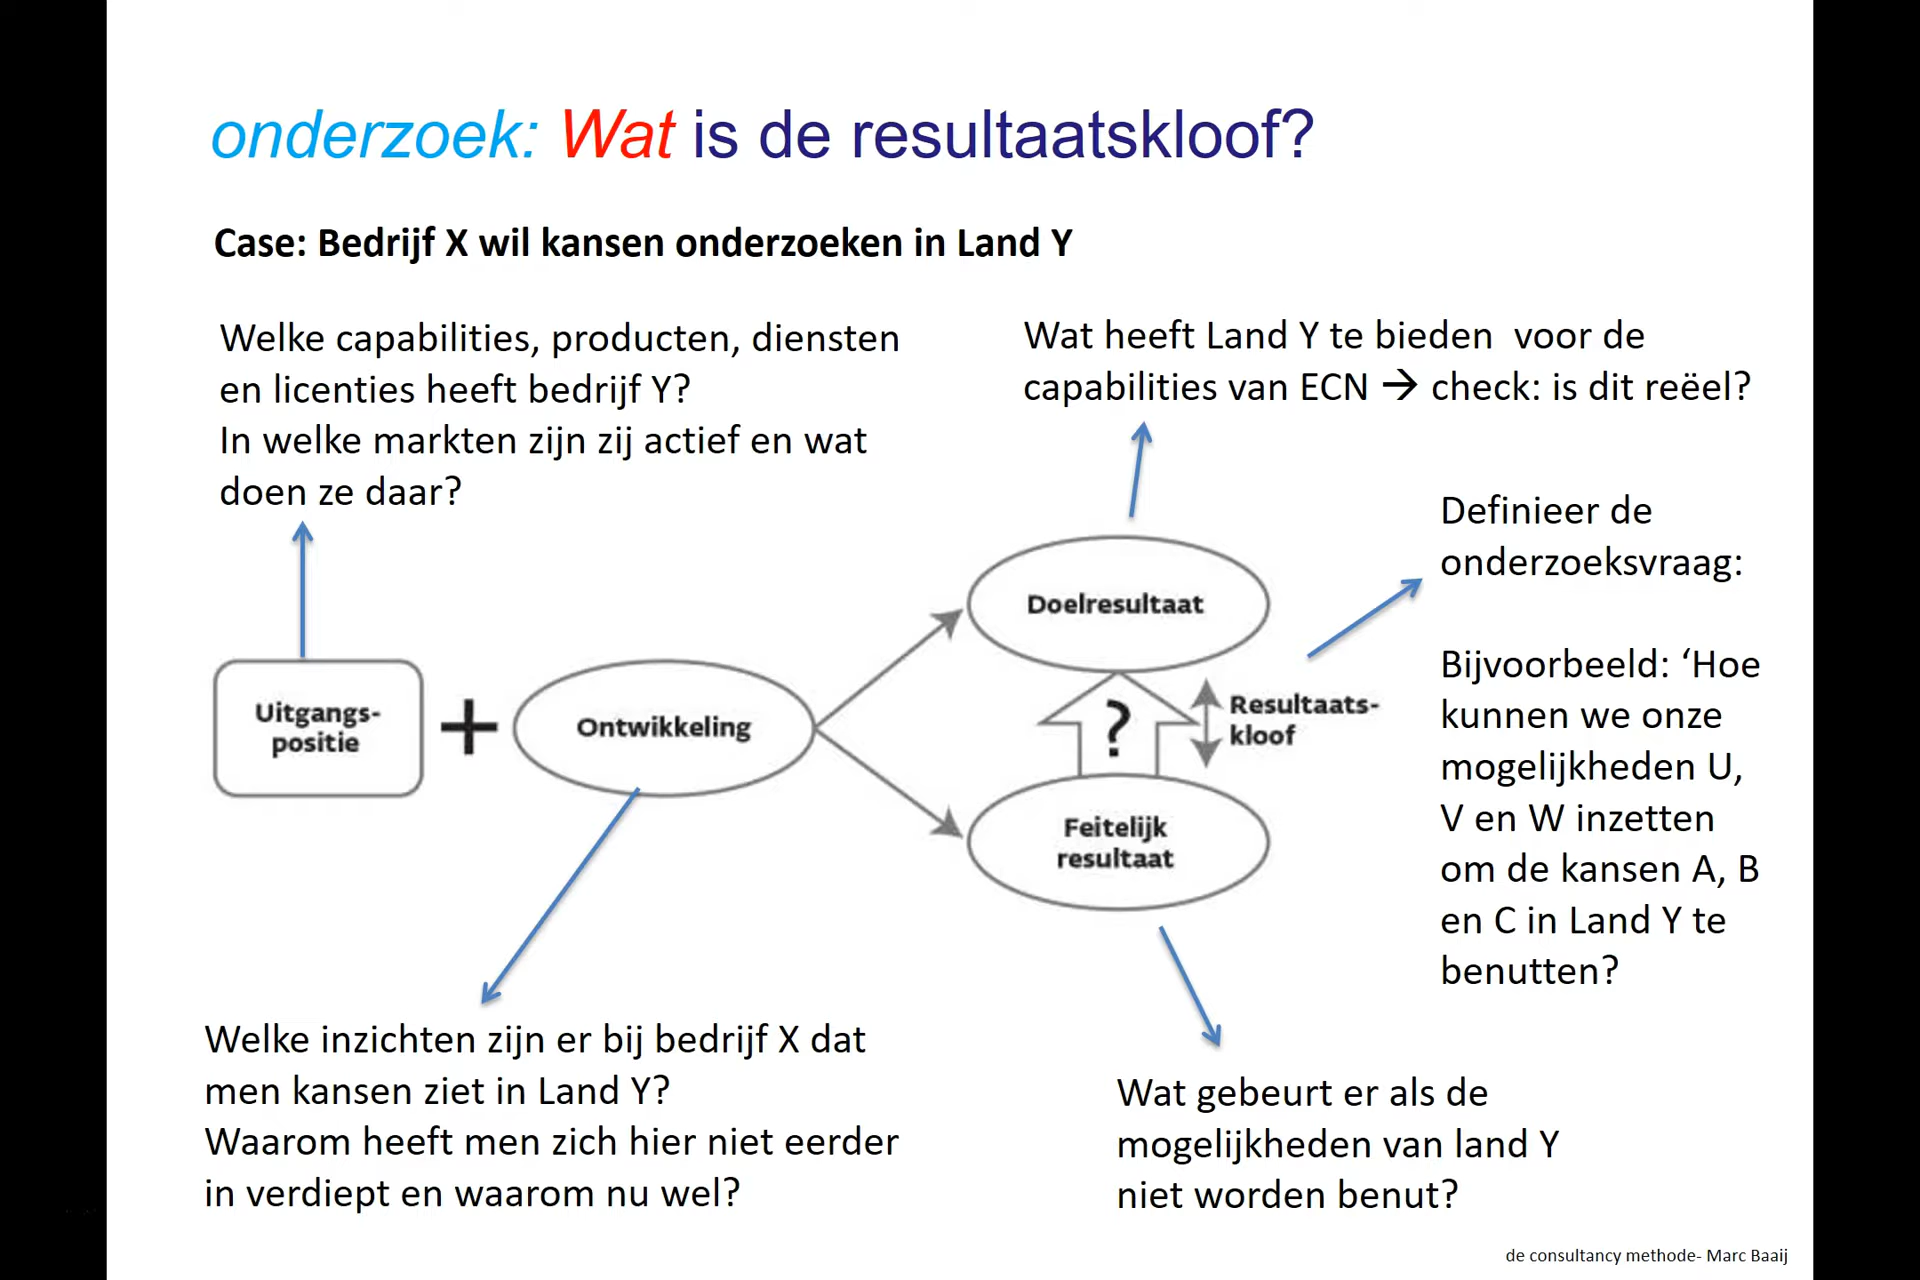 onderzoek: Wat is de resultaatskloof?
Case: Bedrijf X wil kansen onderzoeken in Land Y
Welke capabilities, producten, diensten
en licenties heeft bedrijf Y?
In welke markten zijn zij actief en wat
doen ze daar?
Wat heeft Land Y te bieden voor de
capabilities van ECN → check: is dit reëel?
Definieer de
onderzoeksvraag:
Bijvoorbeeld: ‘Hoe
kunnen we onze
mogelijkheden U,
V en W inzetten
om de kansen A, B
en C in Land Y te
benutten?
Uitgangs-
positie
+
Ontwikkeling
Doelresultaat
?
Resultaats-
kloof
Feitelijk
resultaat
Welke inzichten zijn er bij bedrijf X dat
men kansen ziet in Land Y?
Waarom heeft men zich hier niet eerder
in verdiept en waarom nu wel?
Wat gebeurt er als de
mogelijkheden van land Y
niet worden benut?
de consultancy methode- Marc Baaij